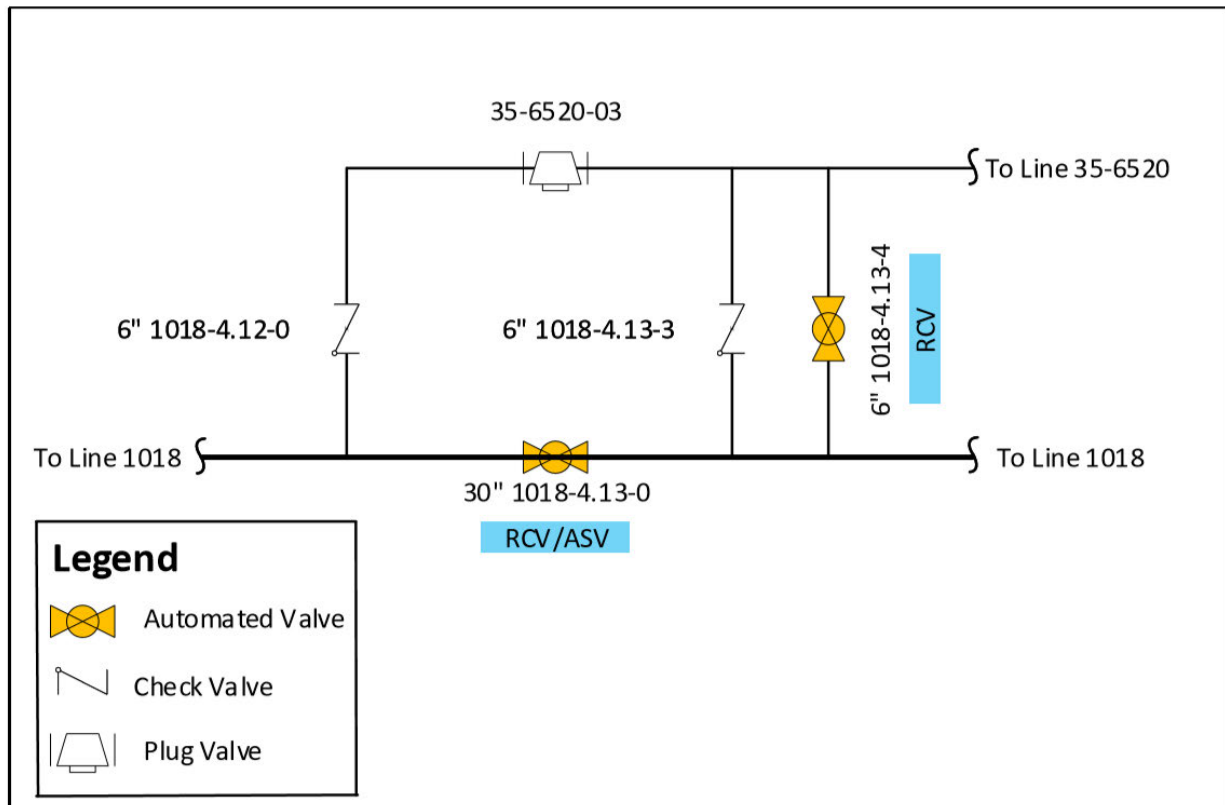 35-6520-03
To Line 35-6520
6" 1018-4.12-0
6" 1018-4.13-3
6" 1018-4.13-4
RCV
To Line 1018
To Line 1018
30" 1018-4.13-0
RCV/ASV
Legend
Automated Valve
Check Valve
Plug Valve